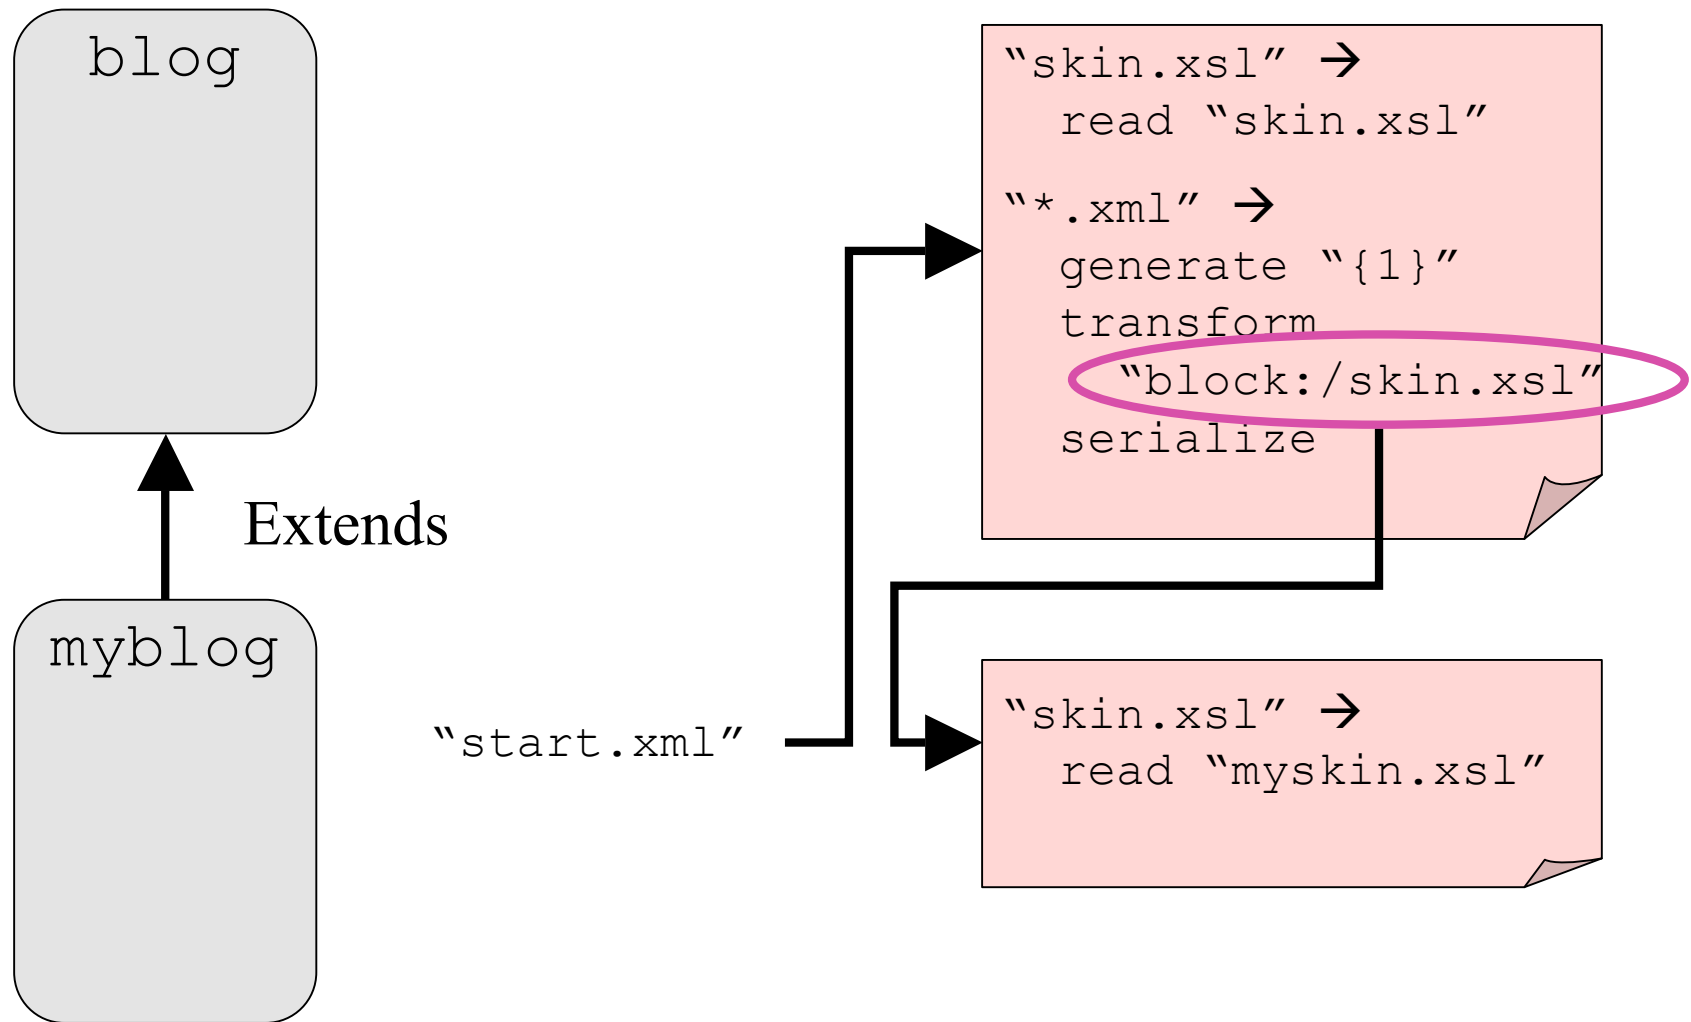 blog
“skin.xsl” →
read “skin.xsl”
“*.xml” →
generate “{1}”
transform
“block:/skin.xsl”
serialize
Extends
myblog
“start.xml”
“skin.xsl” →
read “myskin.xsl”